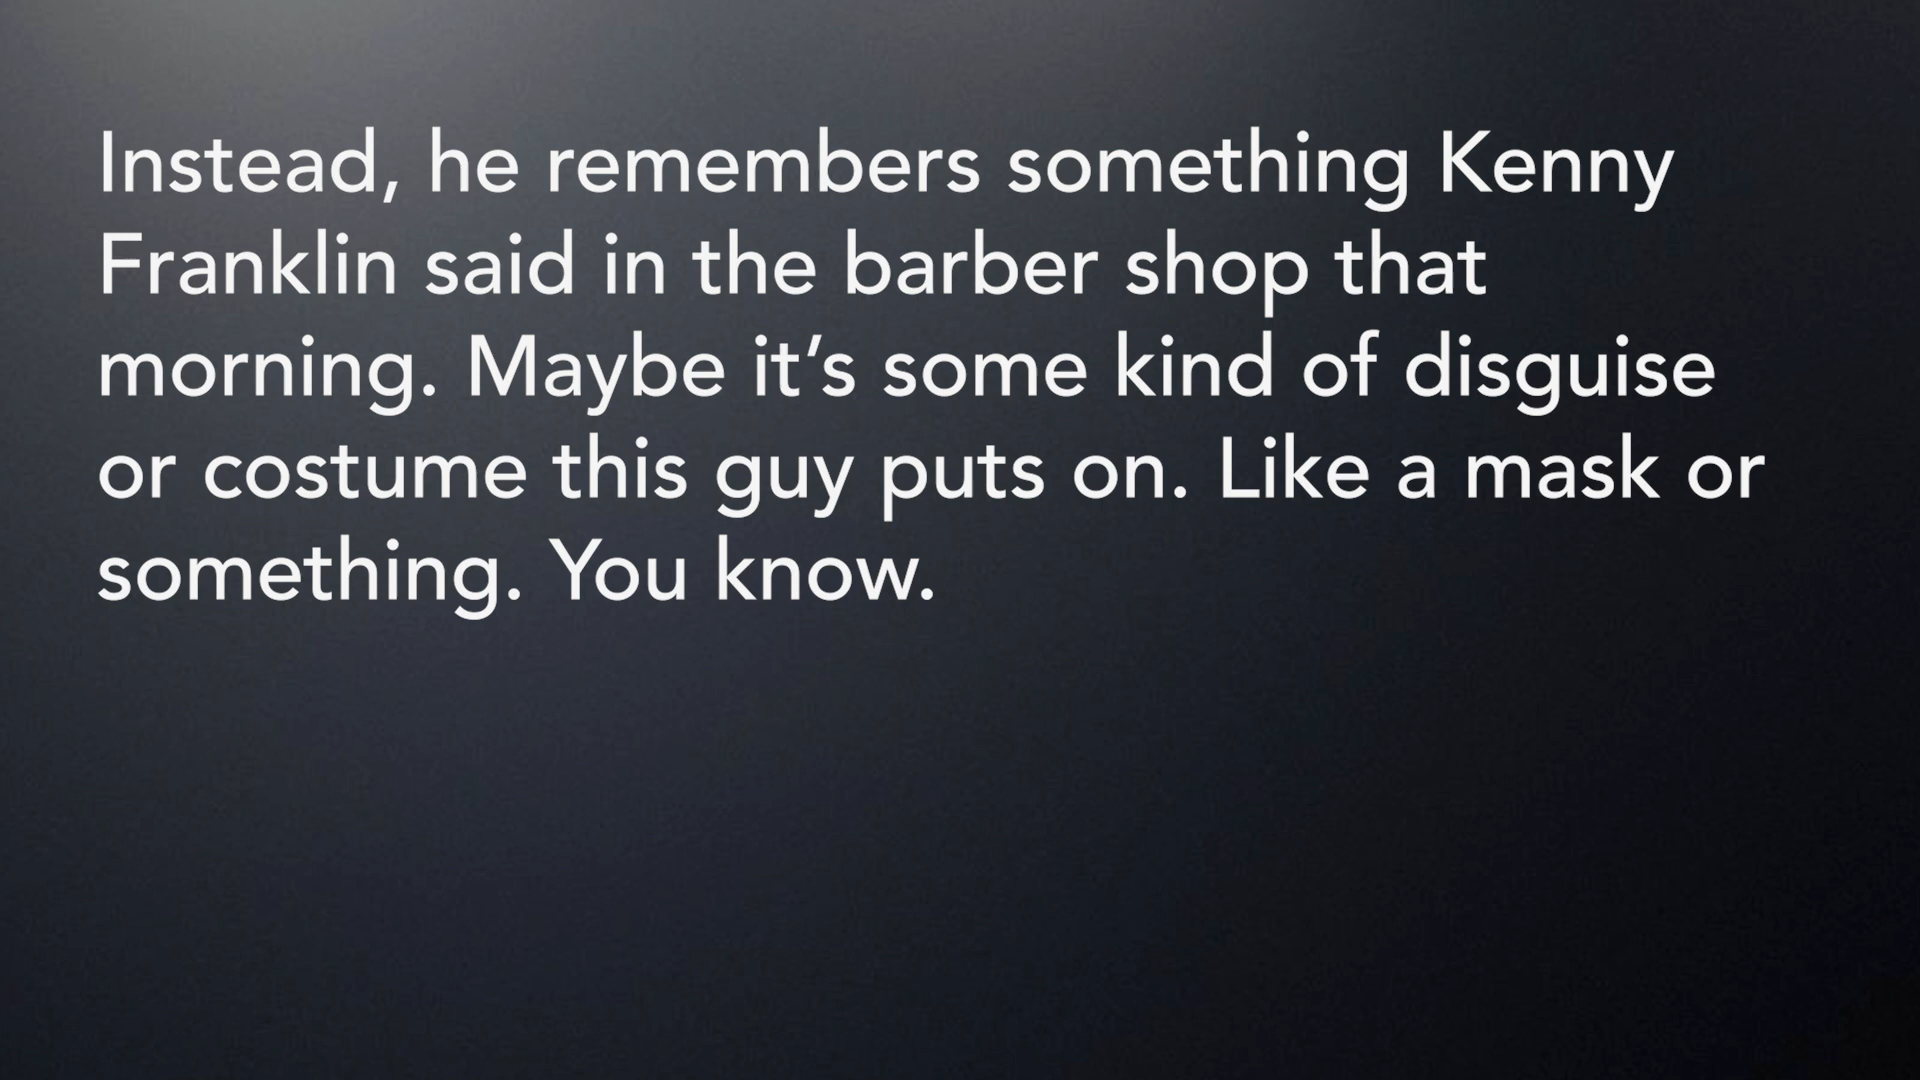 Instead, he remembers something Kenny
Franklin said in the barber shop that
morning. Maybe it’s some kind of disguise
or costume this guy puts on. Like a mask or
something. You know.